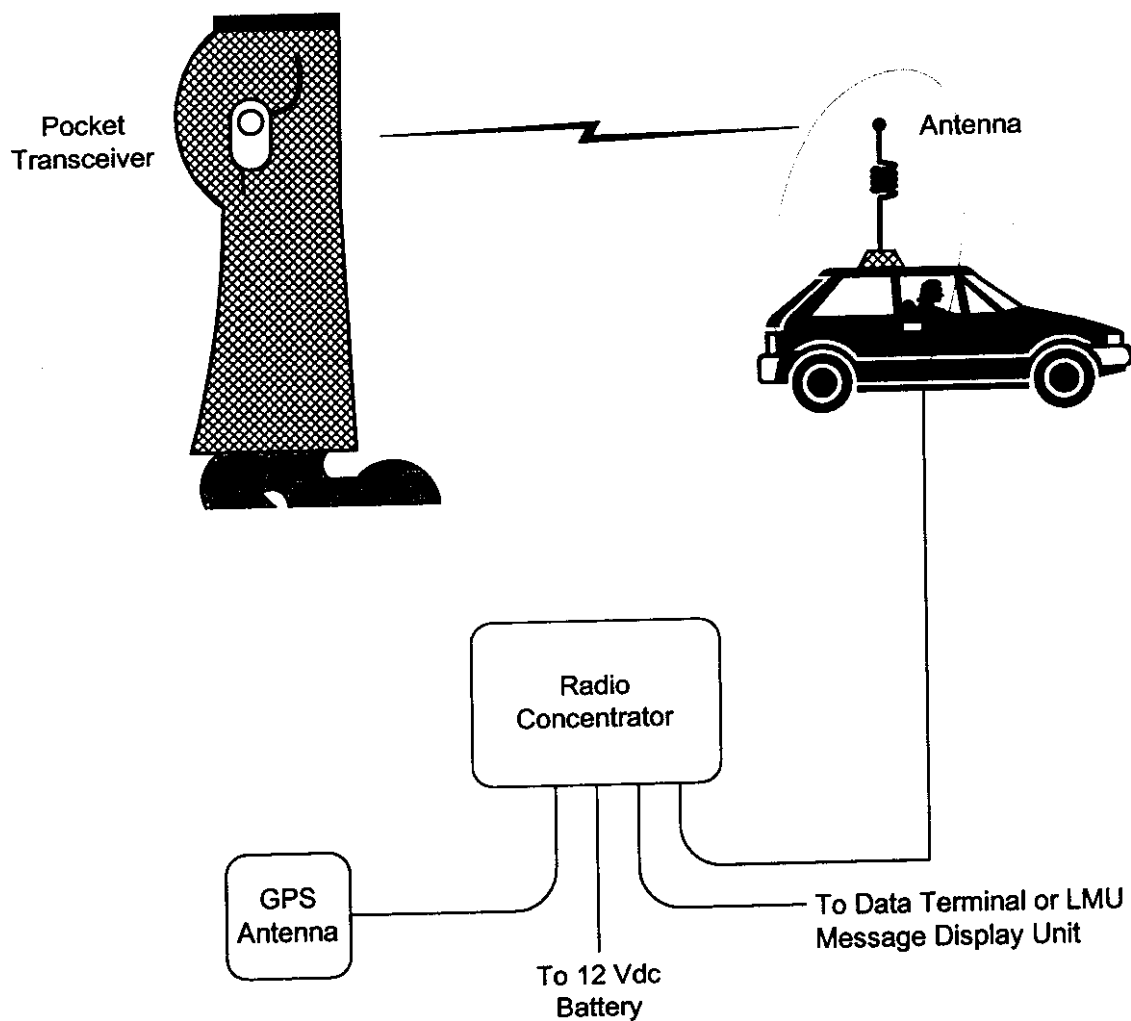 Pocket
Transceiver
Antenna
Radio
Concentrator
GPS
Antenna
To Data Terminal or LMU
Message Display Unit
To 12 Vdc
Battery